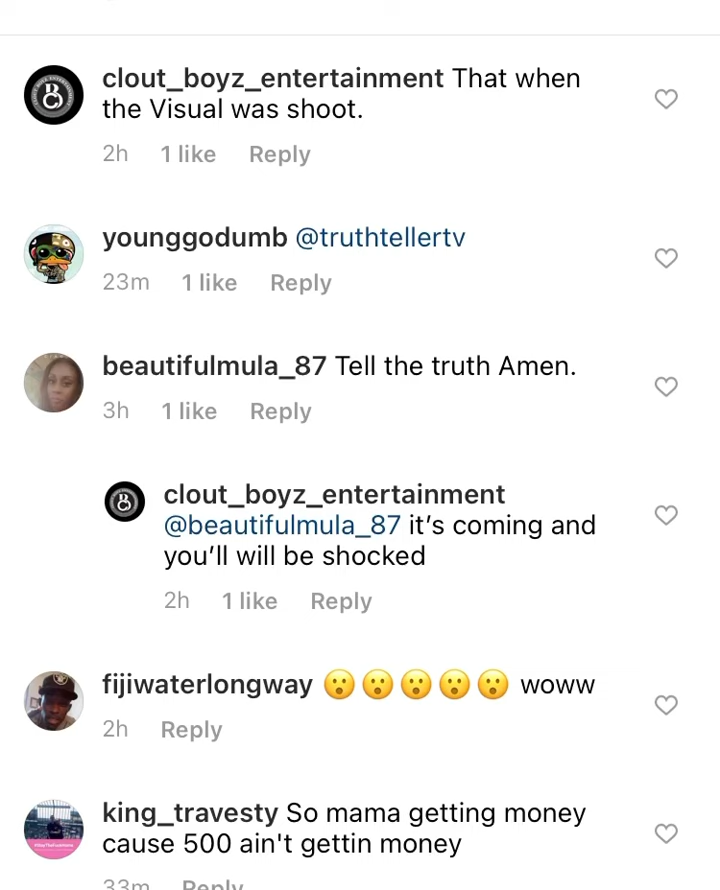 clout_boyz_entertainment That when
the Visual was shoot.
2h 1 like Reply
younggodumb @truthtellertv
23m 1 like Reply
beautifulmula_87 Tell the truth Amen.
3h 1 like Reply
clout_boyz_entertainment
@beautifulmula_87 it's coming and
you'll will be shocked
2h 1 like Reply
fijiwaterlongway 😮😮😮😮😮 woww
2h Reply
king_travesty So mama getting money
cause 500 ain't gettin money
33m Reply